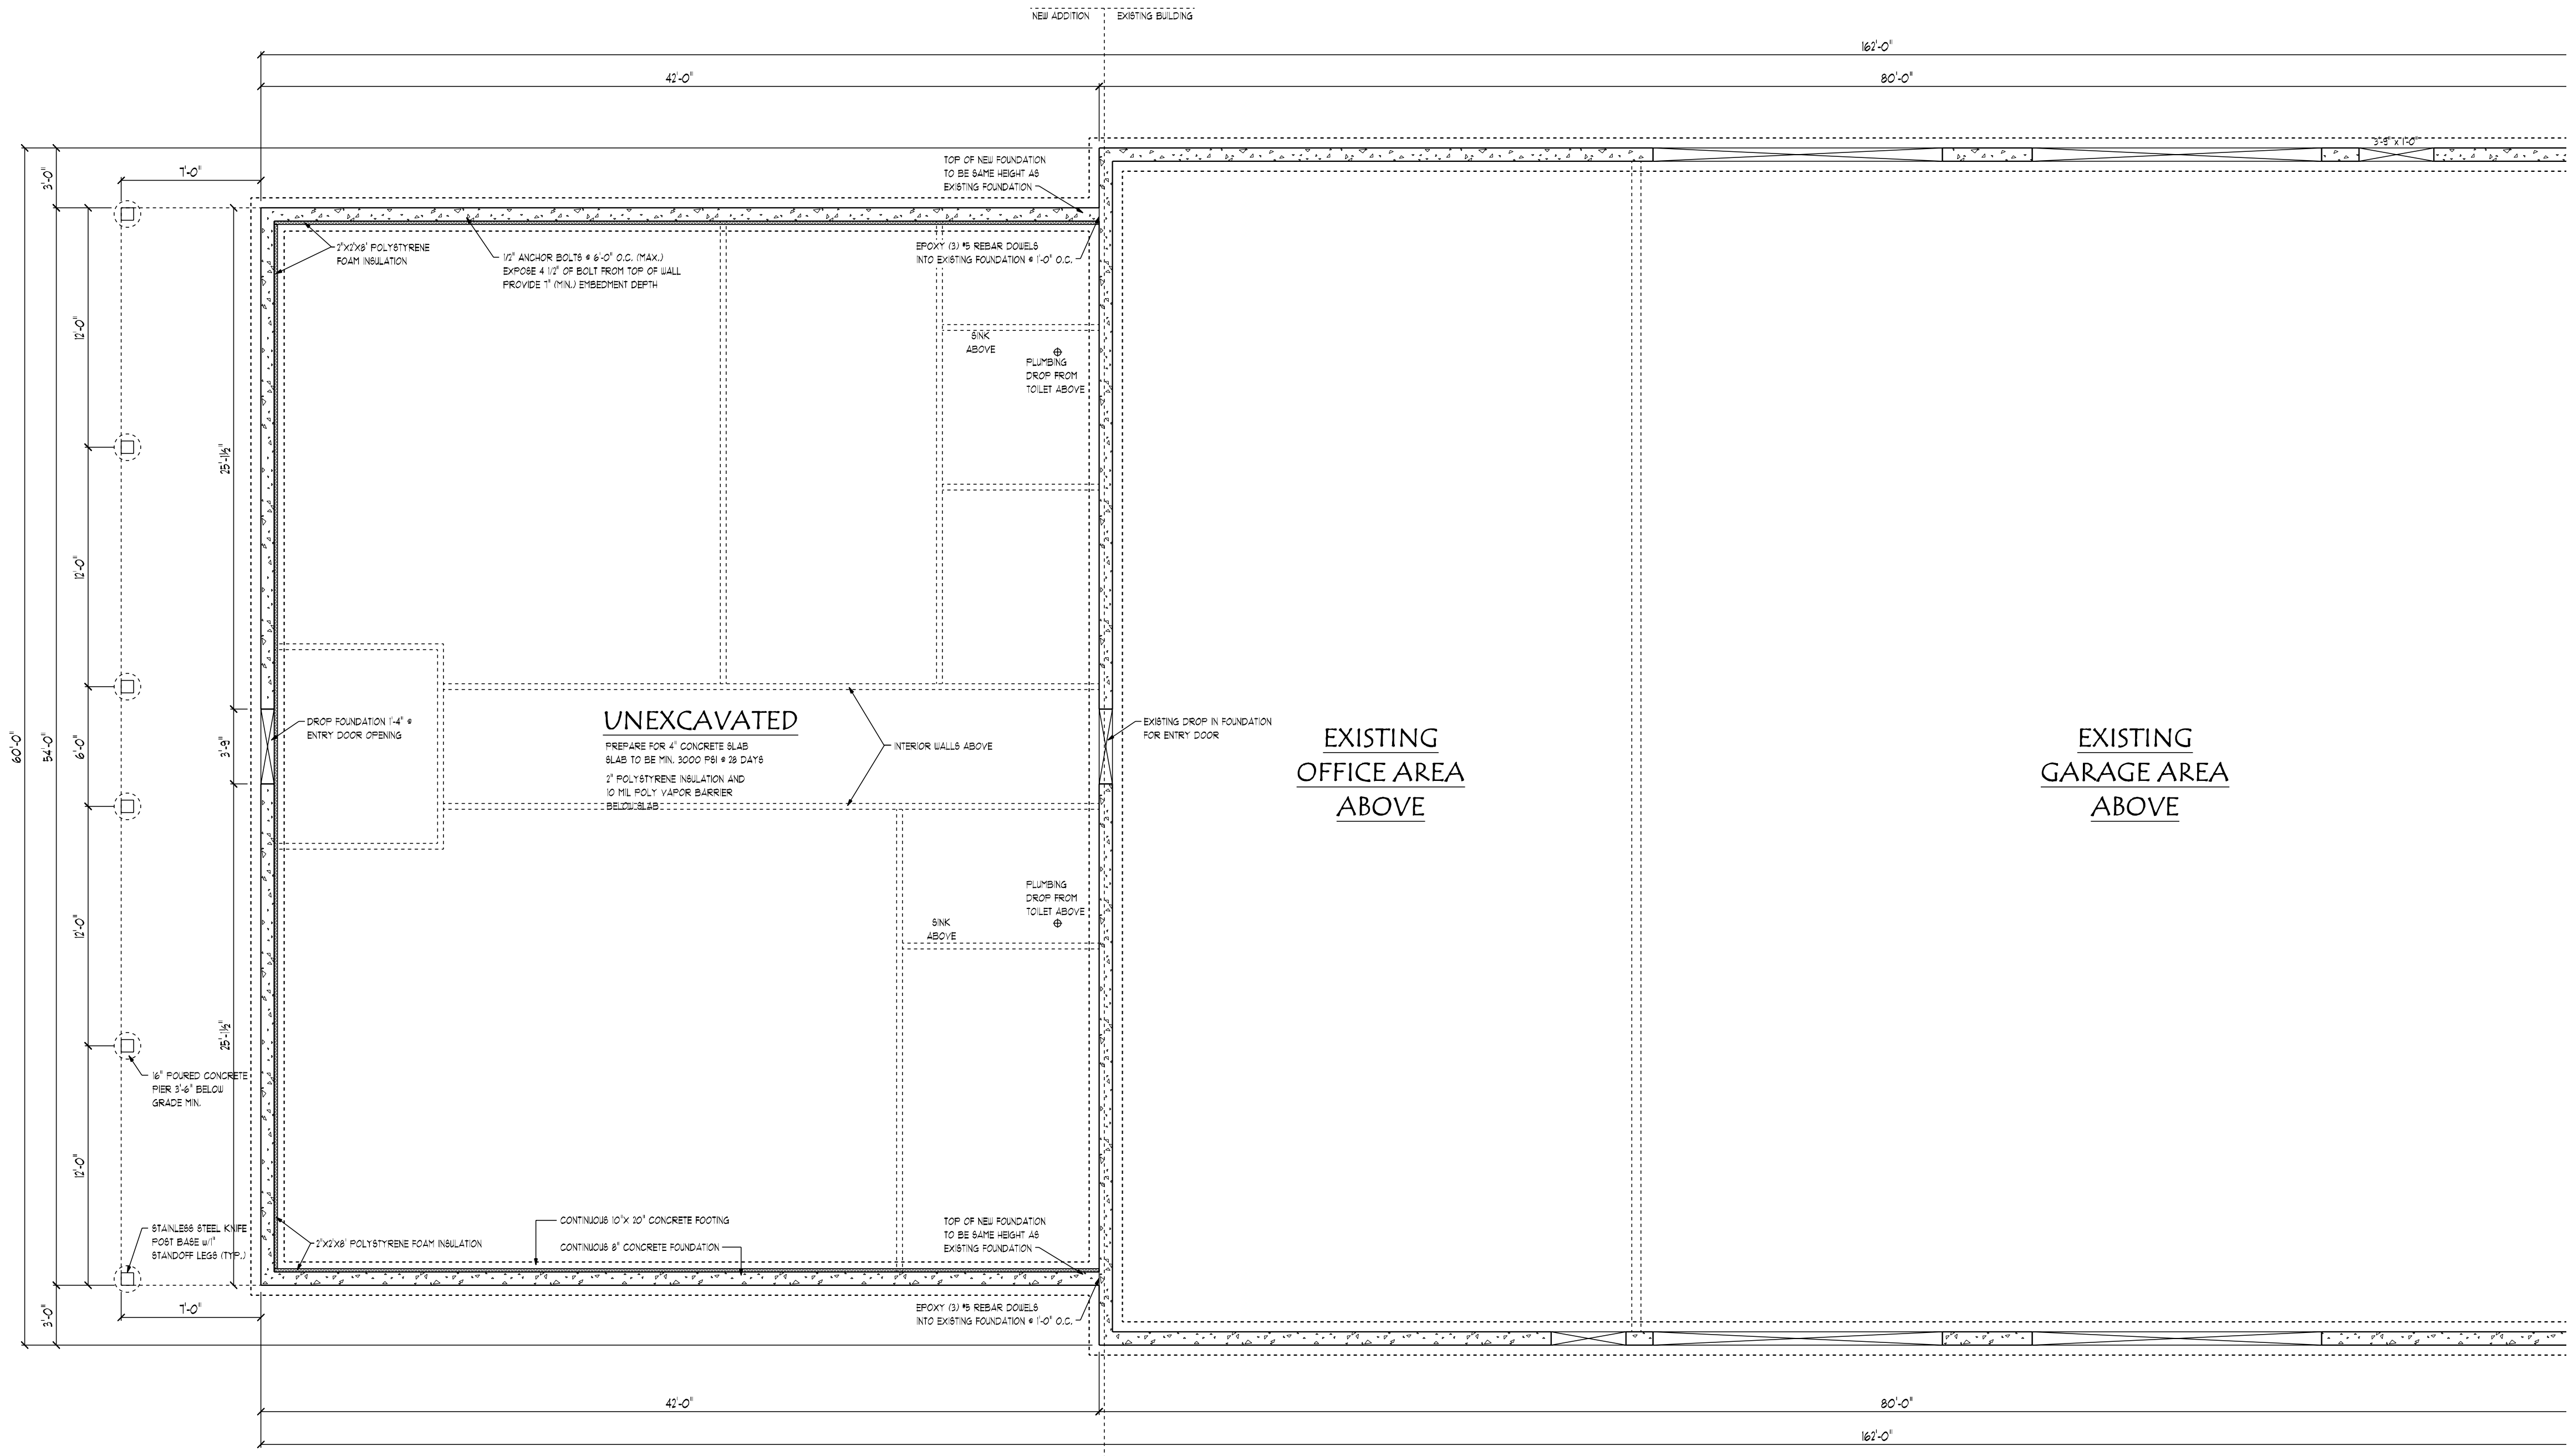 NEW ADDITION
EXISTING BUILDING
162'-0"
42'-0"
80'-0"
3'-9" x 1'-0"
3'-0"
7'-0"
TOP OF NEW FOUNDATION
TO BE SAME HEIGHT AS
EXISTING FOUNDATION
2"X2'X8' POLYSTYRENE
FOAM INSULATION
1/2" ANCHOR BOLTS @ 6'-0" O.C. (MAX.)
EXPOSE 4 1/2" OF BOLT FROM TOP OF WALL
PROVIDE 7" (MIN.) EMBEDMENT DEPTH
EPOXY (3) #5 REBAR DOWELS
INTO EXISTING FOUNDATION @ 1'-0" O.C.
12'-0"
SINK
ABOVE
PLUMBING
DROP FROM
TOILET ABOVE
25'-1½"
12'-0"
60'-0"
54'-0"
6'-0"
3'-9"
DROP FOUNDATION 1'-4" @
ENTRY DOOR OPENING
UNEXCAVATED
PREPARE FOR 4" CONCRETE SLAB
SLAB TO BE MIN. 3000 PSI @ 28 DAYS
2" POLYSTYRENE INSULATION AND
10 MIL POLY VAPOR BARRIER
BELOW SLAB
INTERIOR WALLS ABOVE
EXISTING DROP IN FOUNDATION
FOR ENTRY DOOR
EXISTING
OFFICE AREA
ABOVE
EXISTING
GARAGE AREA
ABOVE
PLUMBING
DROP FROM
TOILET ABOVE
SINK
ABOVE
12'-0"
25'-1½"
16" POURED CONCRETE
PIER 3'-6" BELOW
GRADE MIN.
12'-0"
STAINLESS STEEL KNIFE
POST BASE w/1"
STANDOFF LEGS (TYP.)
2"X2'X8' POLYSTYRENE FOAM INSULATION
CONTINUOUS 10"X 20" CONCRETE FOOTING
CONTINUOUS 8" CONCRETE FOUNDATION
TOP OF NEW FOUNDATION
TO BE SAME HEIGHT AS
EXISTING FOUNDATION
3'-0"
7'-0"
EPOXY (3) #5 REBAR DOWELS
INTO EXISTING FOUNDATION @ 1'-0" O.C.
42'-0"
80'-0"
162'-0"